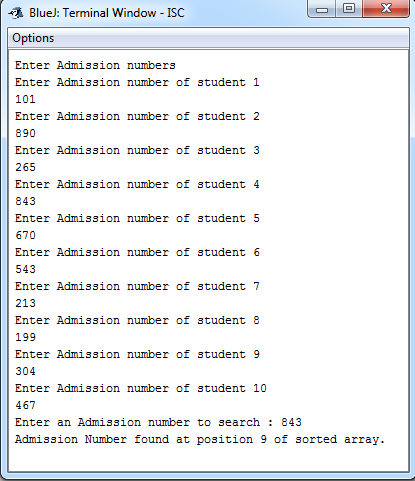 BlueJ: Terminal Window - ISC
Options
Enter Admission numbers
Enter Admission number of student 1
101
Enter Admission number of student 2
890
Enter Admission number of student 3
265
Enter Admission number of student 4
843
Enter Admission number of student 5
670
Enter Admission number of student 6
543
Enter Admission number of student 7
213
Enter Admission number of student 8
199
Enter Admission number of student 9
304
Enter Admission number of student 10
467
Enter an Admission number to search : 843
Admission Number found at position 9 of sorted array.